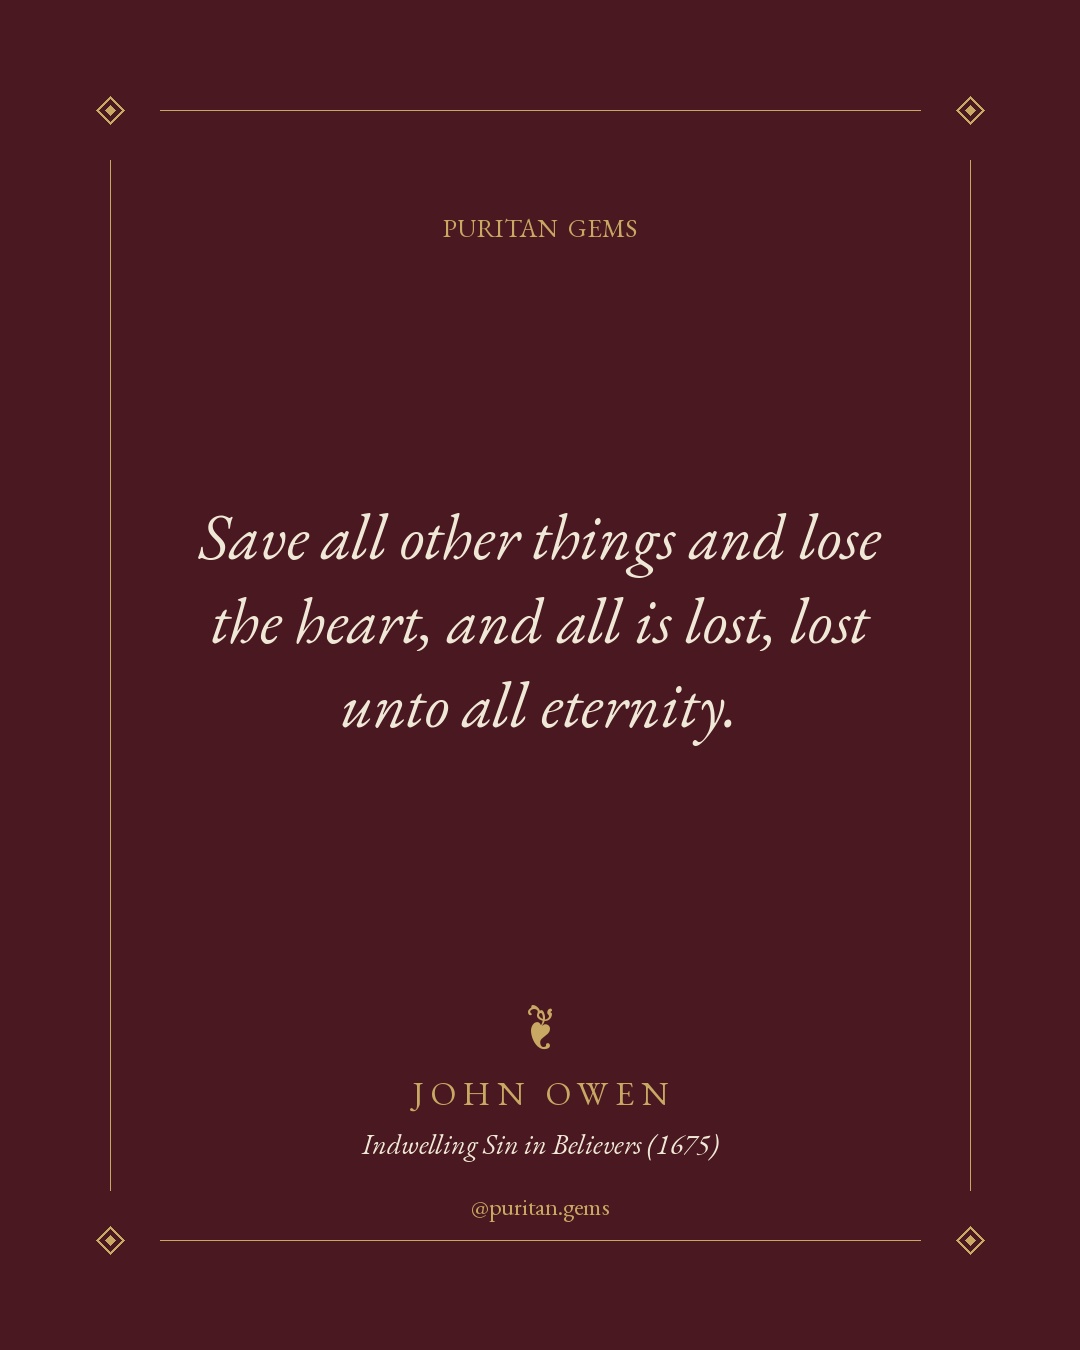 PURITAN GEMS
Save all other things and lose
the heart, and all is lost, lost
unto all eternity.
JOHN OWEN
Indwelling Sin in Believers (1675)
@puritan.gems